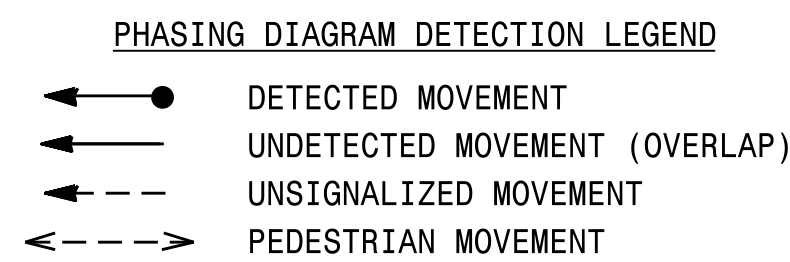 PHASING DIAGRAM DETECTION LEGEND
DETECTED MOVEMENT
UNDETECTED MOVEMENT (OVERLAP)
UNSIGNALIZED MOVEMENT
PEDESTRIAN MOVEMENT